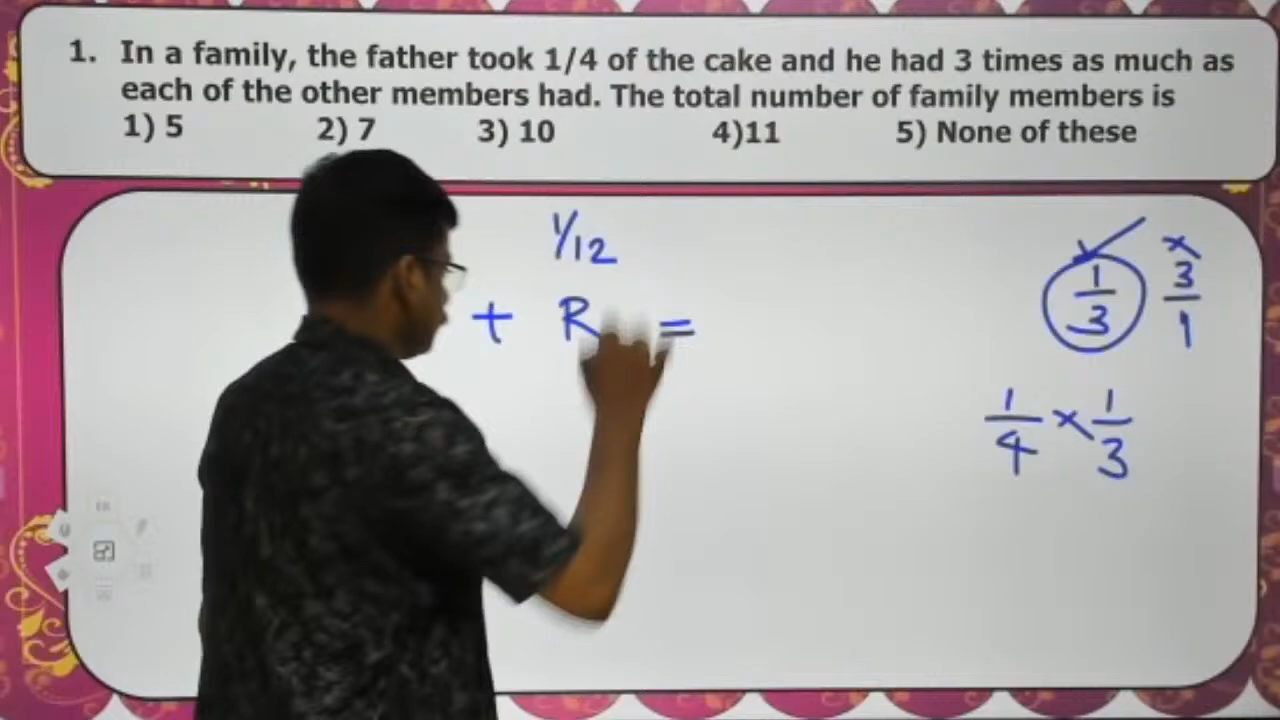 1. In a family, the father took 1/4 of the cake and he had 3 times as much as
each of the other members had. The total number of family members is
1) 5 2) 7 3) 10 4)11 5) None of these
1/12
+ R =
1/3 × 3/1
1/4 × 1/3